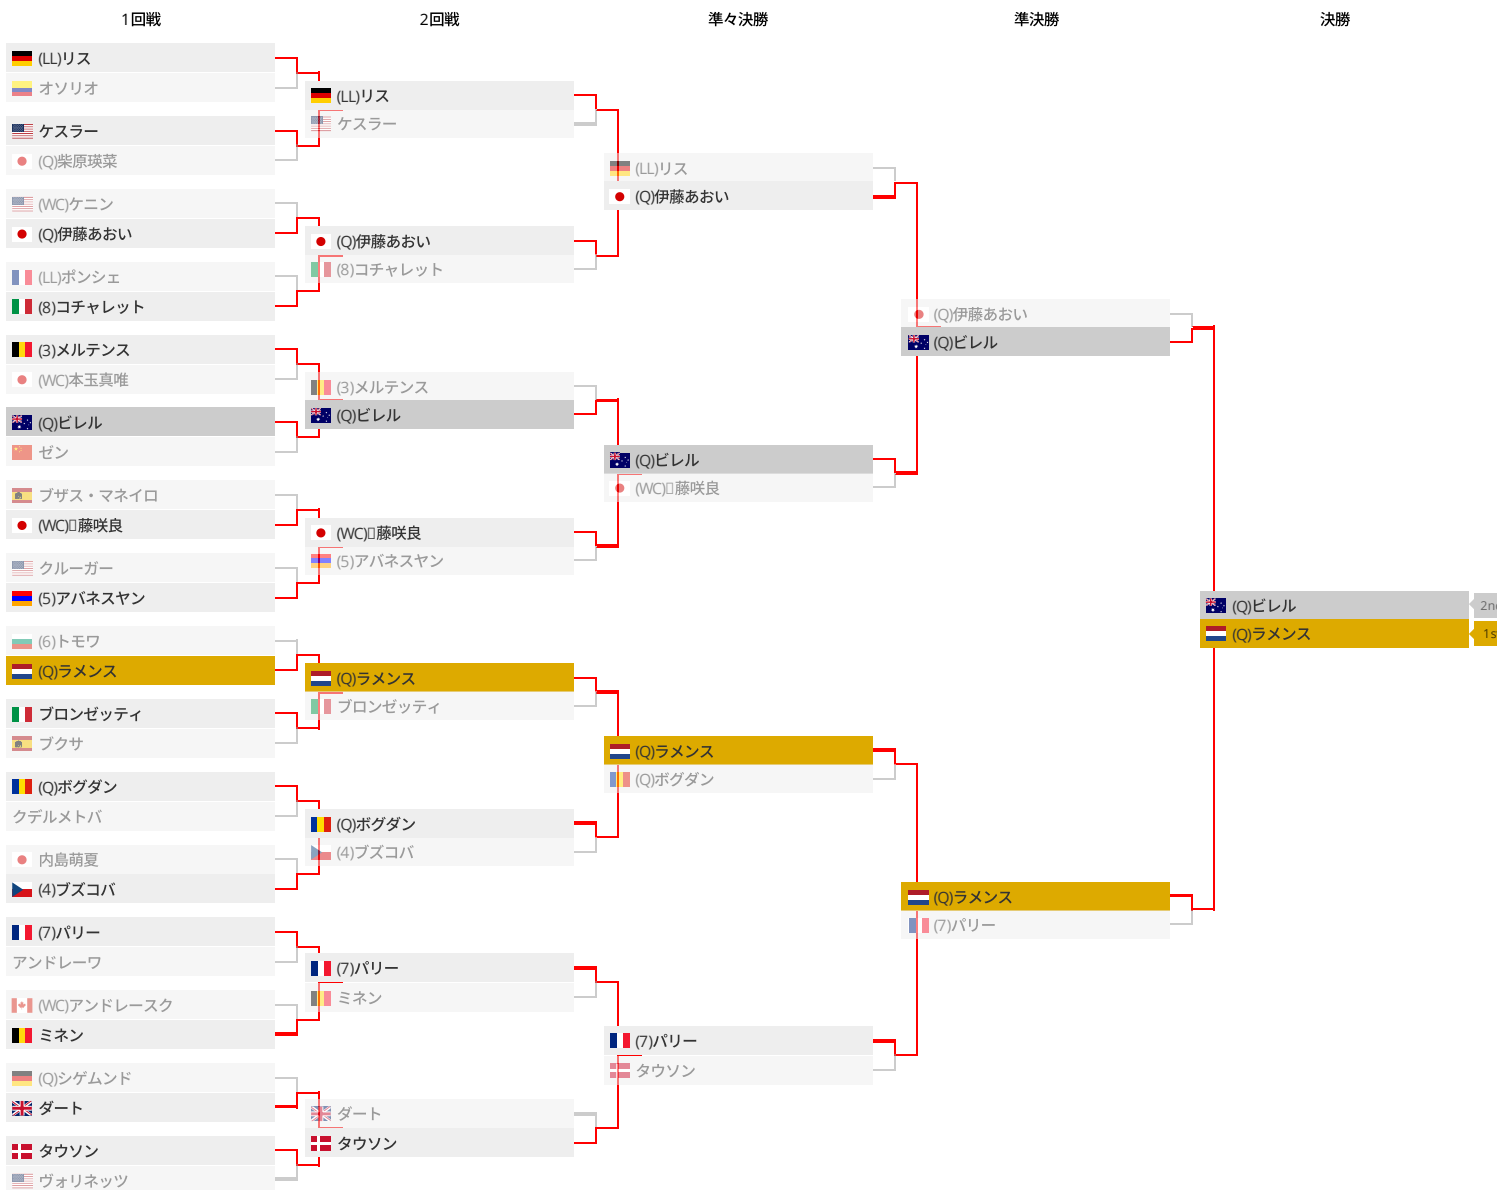 1回戦
2回戦
準々決勝
準決勝
決勝
(LL)リス
オソリオ
ケスラー
(Q)柴原瑛菜
(WC)ケニン
(Q)伊藤あおい
(LL)ポンシェ
(8)コチャレット
(3)メルテンス
(WC)本玉真唯
(Q)ビレル
ゼン
ブザス・マネイロ
(WC)藤咲良
クルーガー
(5)アバネスヤン
(6)トモワ
(Q)ラメンス
ブロンゼッティ
ブクサ
(Q)ボグダン
クデルメトバ
内島萌夏
(4)ブズコバ
(7)パリー
アンドレーワ
(WC)アンドレースク
ミネン
(Q)シゲムンド
ダート
タウソン
ヴォリネッツ
(LL)リス
ケスラー
(Q)伊藤あおい
(8)コチャレット
(3)メルテンス
(Q)ビレル
(WC)藤咲良
(5)アバネスヤン
(Q)ラメンス
ブロンゼッティ
(Q)ボグダン
(4)ブズコバ
(7)パリー
ミネン
ダート
タウソン
(LL)リス
(Q)伊藤あおい
(Q)ビレル
(WC)藤咲良
(Q)ラメンス
(Q)ボグダン
(7)パリー
タウソン
(Q)伊藤あおい
(Q)ビレル
(Q)ラメンス
(7)パリー
(Q)ビレル
(Q)ラメンス